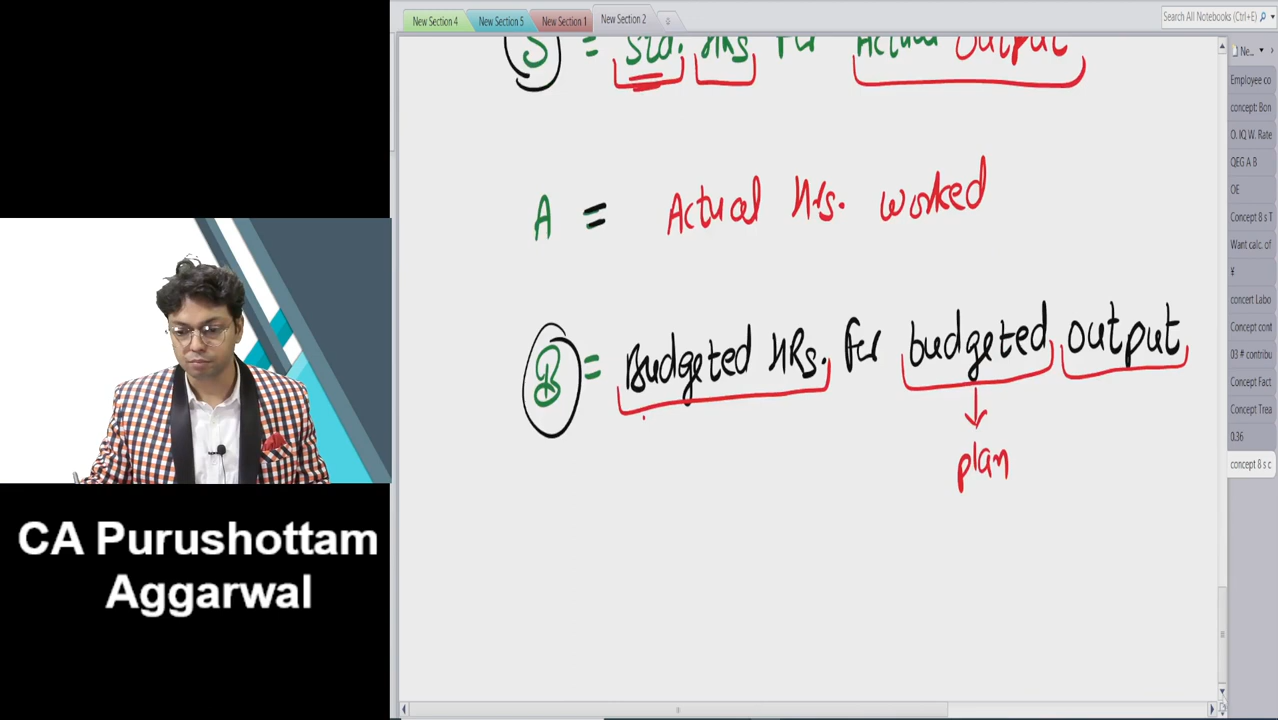 New Section 4
New Section 5
New Section 1
New Section 2
Search All Notebooks (Ctrl+E)
Ne...
Employee co
concept: Bon
O. IQ W. Rate
QEG A B
OE
Concept 8 s T
Want calc. of
¥
concert Labo
Concept cont
03 # contribu
Concept Fact
Concept Trea
0.36
concept 8 s c
S = Std. HRs for Actual Output
A = Actual Hrs. worked
B = Budgeted HRs. for budgeted output
plan
CA Purushottam
Aggarwal